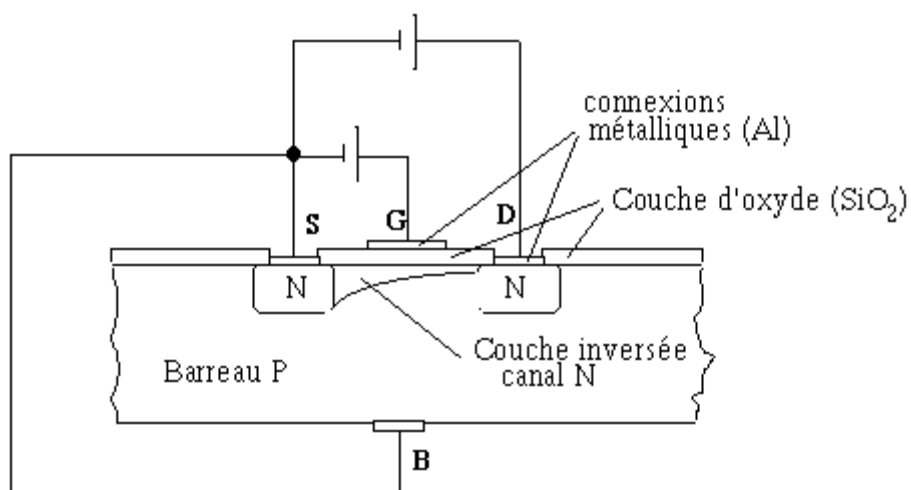 connexions
métalliques (Al)
S
G
D
Couche d'oxyde (SiO₂)
N
N
Couche inversée
canal N
Barreau P
B